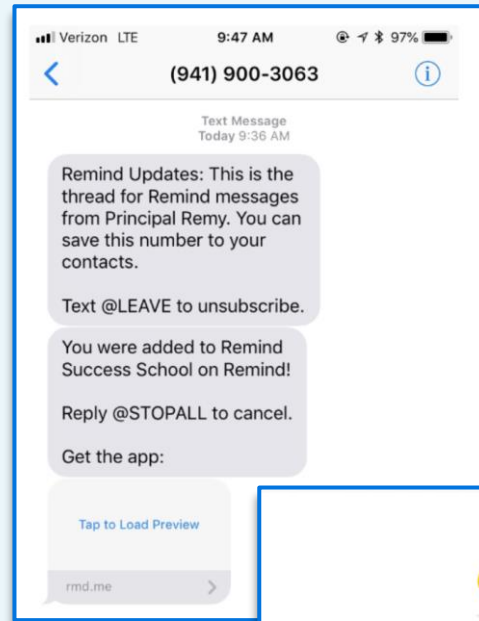 Verizon LTE 9:47 AM 97%
(941) 900-3063
Text Message
Today 9:36 AM
Remind Updates: This is the
thread for Remind messages
from Principal Remy. You can
save this number to your
contacts.
Text @LEAVE to unsubscribe.
You were added to Remind
Success School on Remind!
Reply @STOPALL to cancel.
Get the app:
Tap to Load Preview
rmd.me